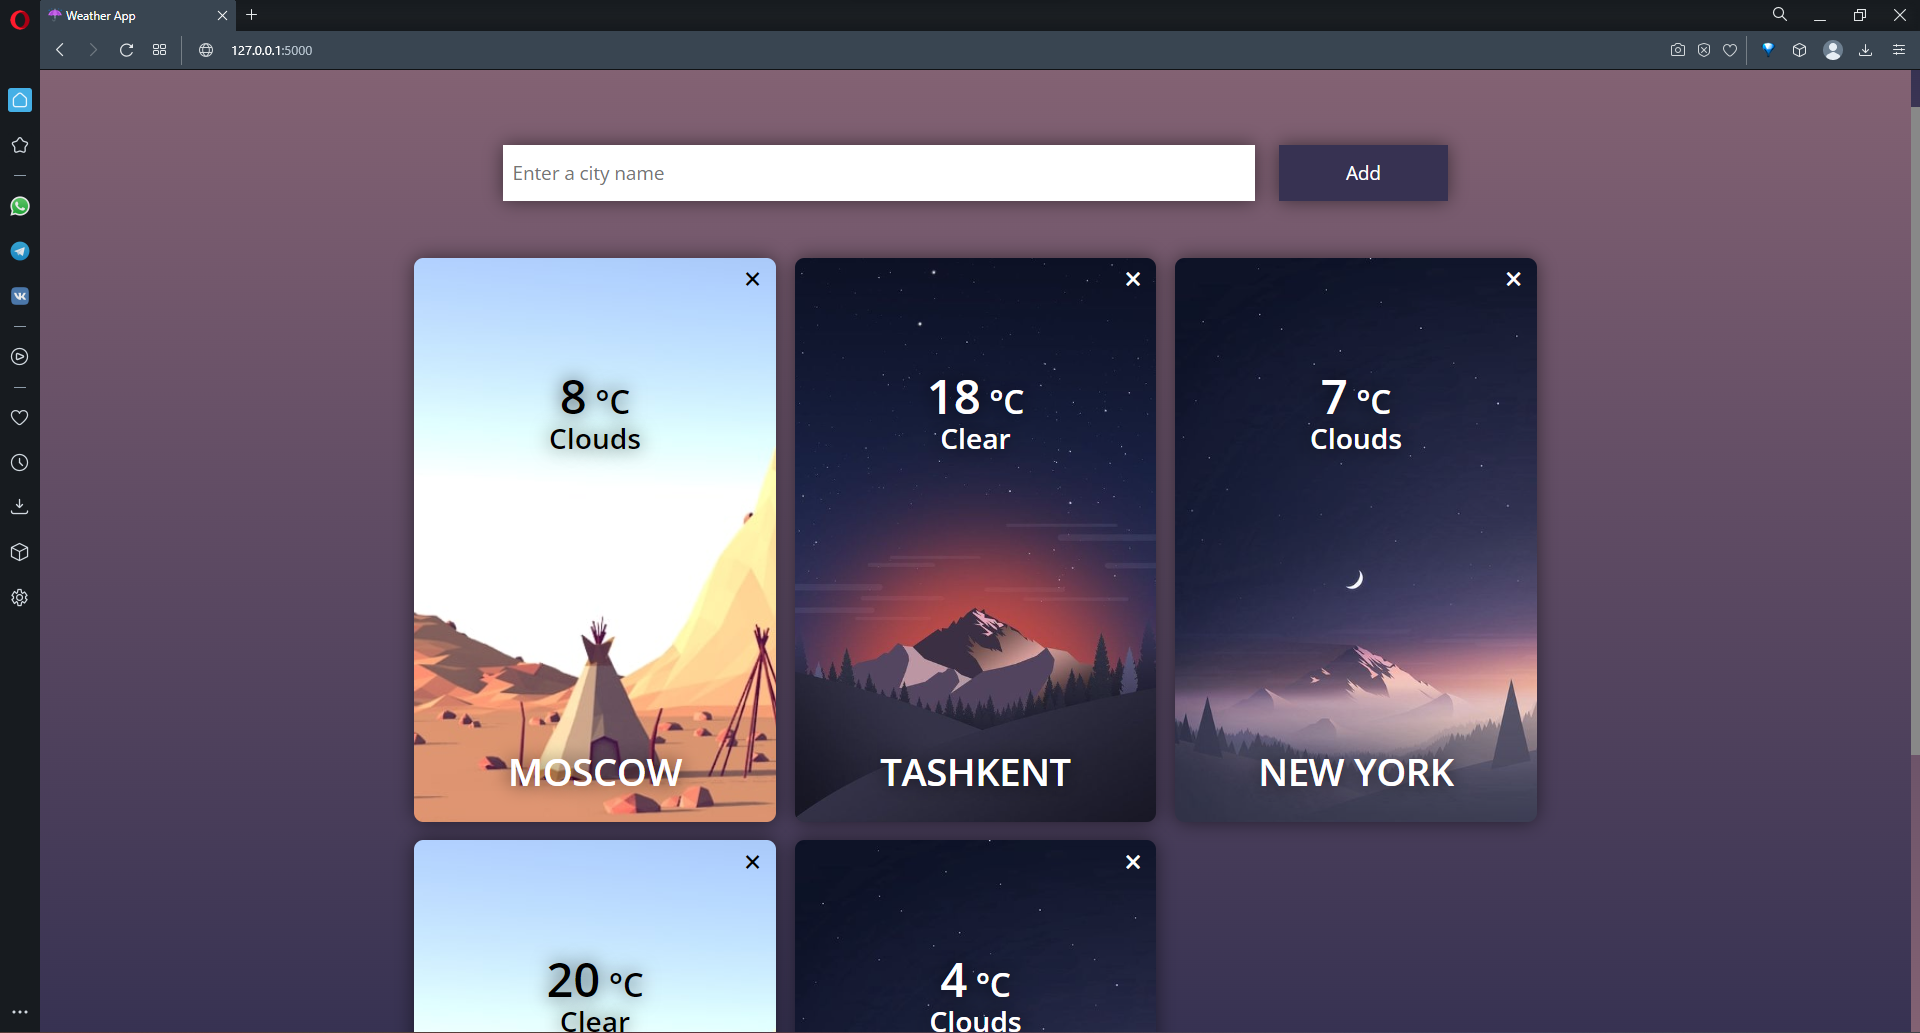 Weather App
127.0.0.1:5000
Enter a city name
Add
8 °C
Clouds
MOSCOW
18 °C
Clear
TASHKENT
7 °C
Clouds
NEW YORK
20 °C
Clear
4 °C
Clouds